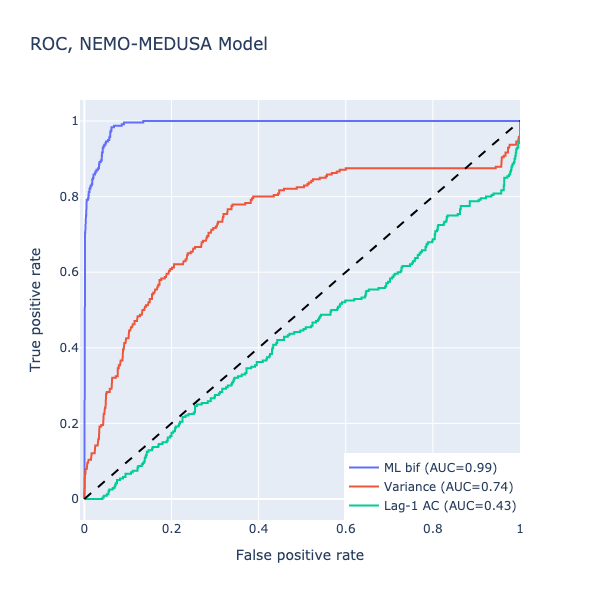 ROC, NEMO-MEDUSA Model
1
0.8
0.6
0.4
0.2
0
True positive rate
ML bif (AUC=0.99)
Variance (AUC=0.74)
Lag-1 AC (AUC=0.43)
0 0.2 0.4 0.6 0.8 1
False positive rate